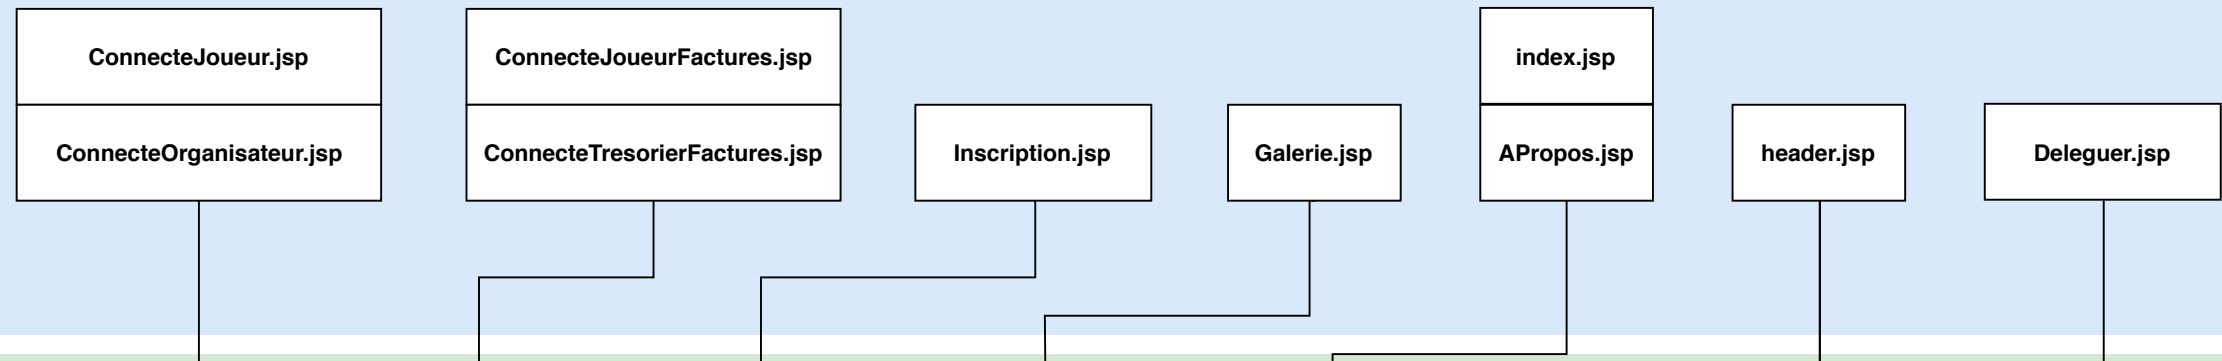 ConnecteJoueur.jsp
ConnecteJoueurFactures.jsp
index.jsp
ConnecteOrganisateur.jsp
ConnecteTresorierFactures.jsp
Inscription.jsp
Galerie.jsp
APropos.jsp
header.jsp
Deleguer.jsp